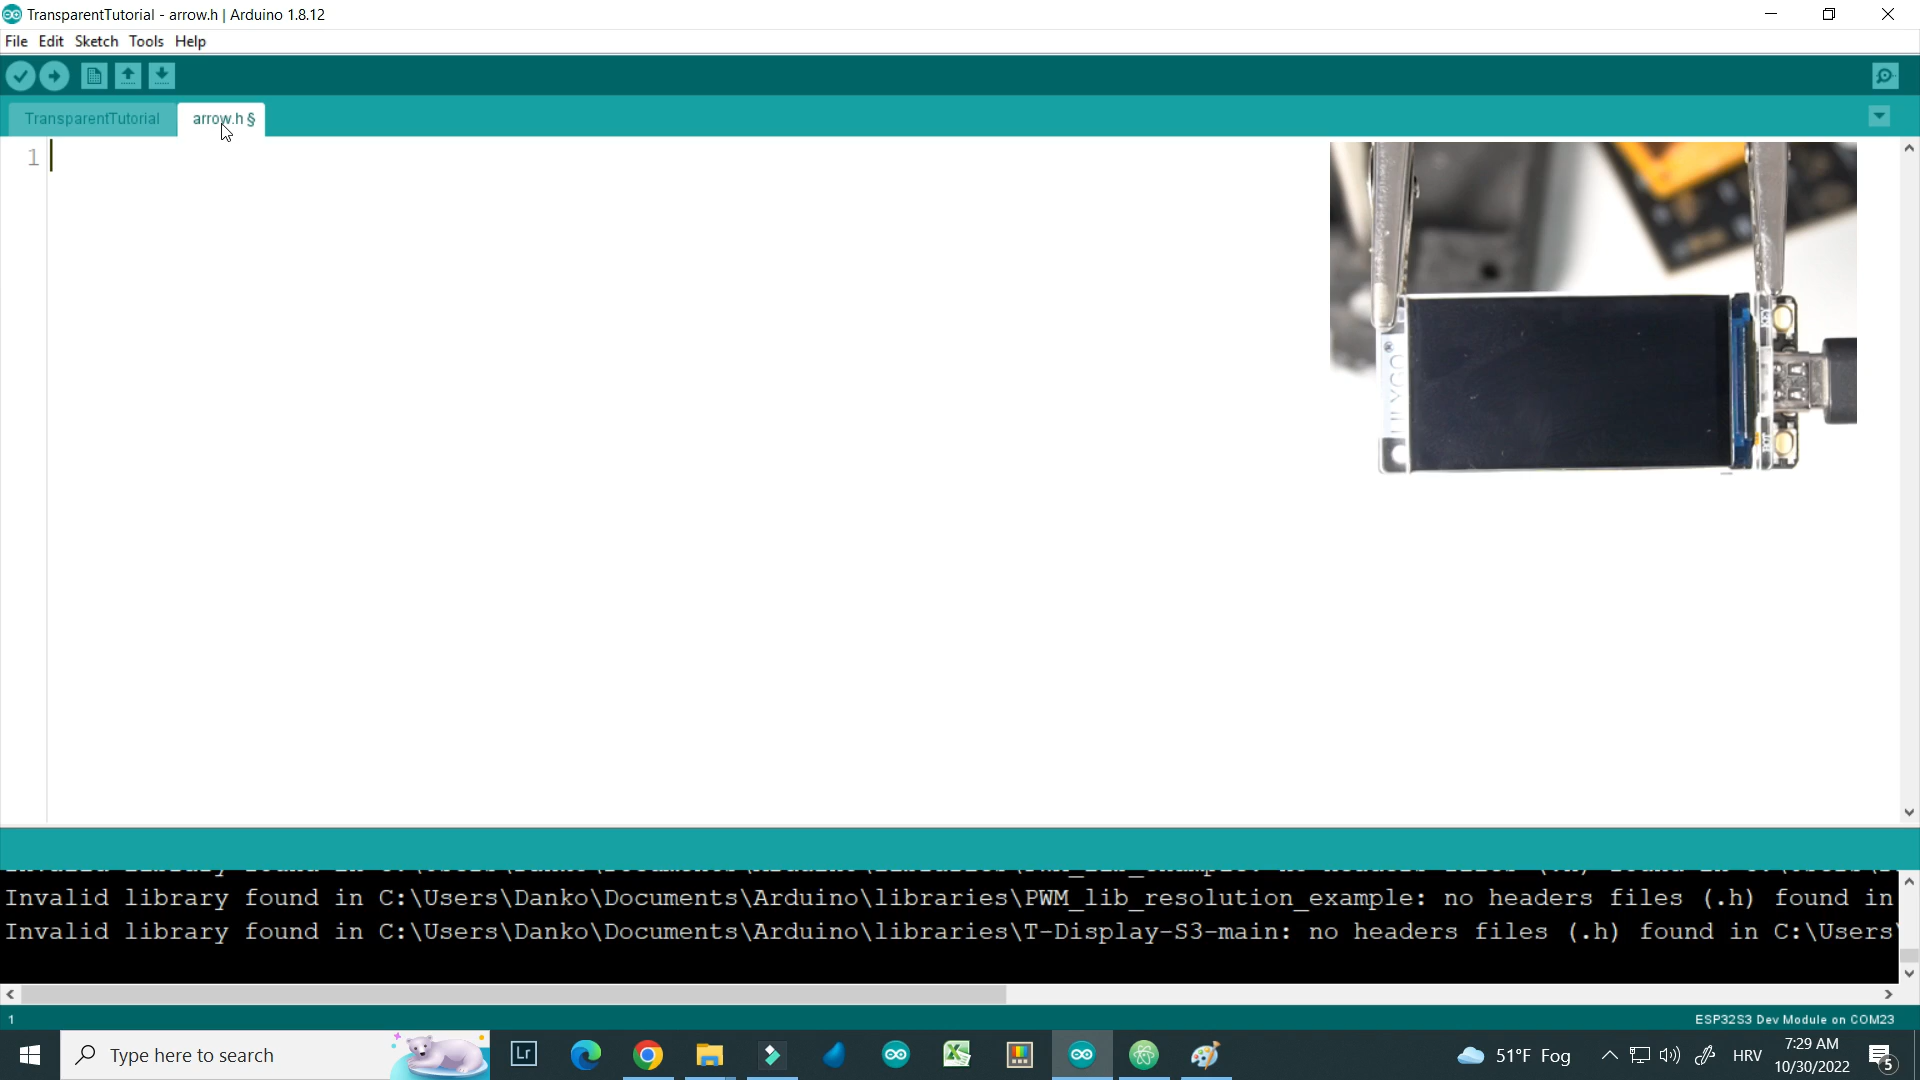 TransparentTutorial - arrow.h | Arduino 1.8.12
File Edit Sketch Tools Help
TransparentTutorial arrow.h §
1
Invalid library found in C:\Users\Danko\Documents\Arduino\libraries\PWM_lib_resolution_example: no headers files (.h) found in
Invalid library found in C:\Users\Danko\Documents\Arduino\libraries\T-Display-S3-main: no headers files (.h) found in C:\Users\
1
ESP32S3 Dev Module on COM23
Type here to search
Lr
51°F Fog
HRV
7:29 AM
10/30/2022
5